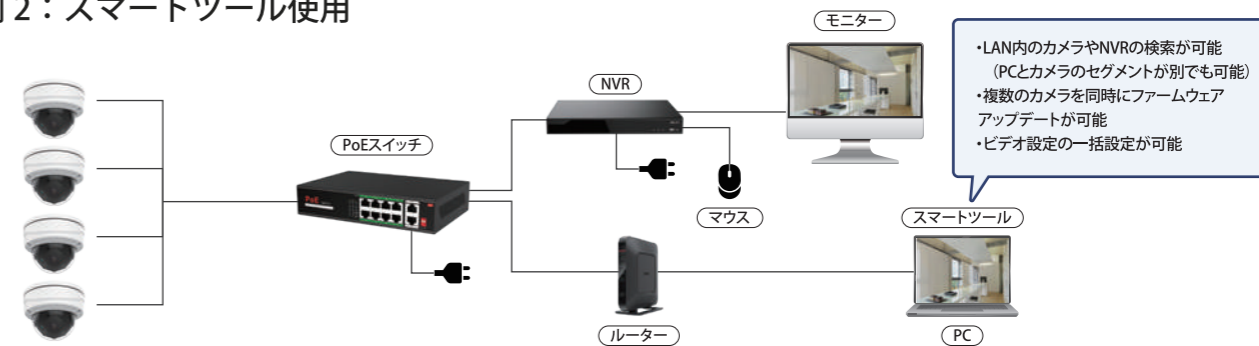 2：スマートツール使用
モニター
NVR
PoEスイッチ
PoE
マウス
ルーター
スマートツール
PC
・LAN内のカメラやNVRの検索が可能
（PCとカメラのセグメントが別でも可能）
・複数のカメラを同時にファームウェア
アップデートが可能
・ビデオ設定の一括設定が可能